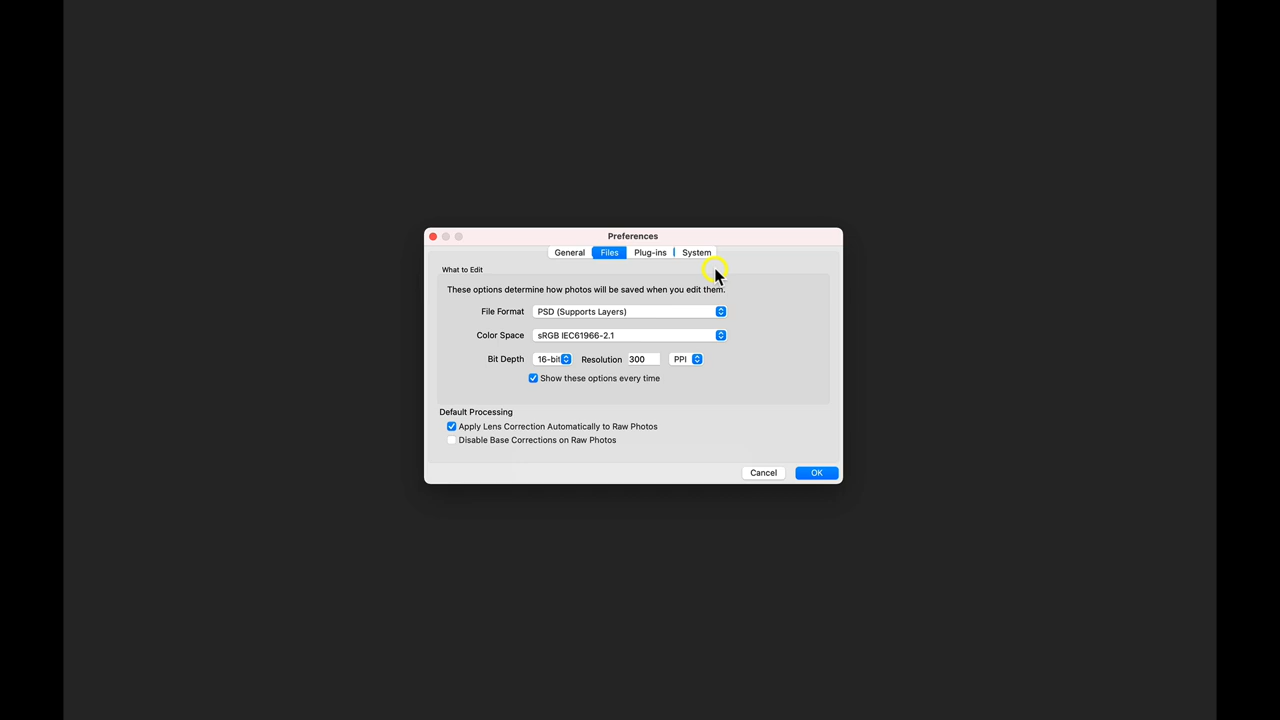 Preferences
General Files Plug-ins System
What to Edit
These options determine how photos will be saved when you edit them.
File Format PSD (Supports Layers)
Color Space sRGB IEC61966-2.1
Bit Depth 16-bit Resolution 300 PPI
Show these options every time
Default Processing
Apply Lens Correction Automatically to Raw Photos
Disable Base Corrections on Raw Photos
Cancel OK